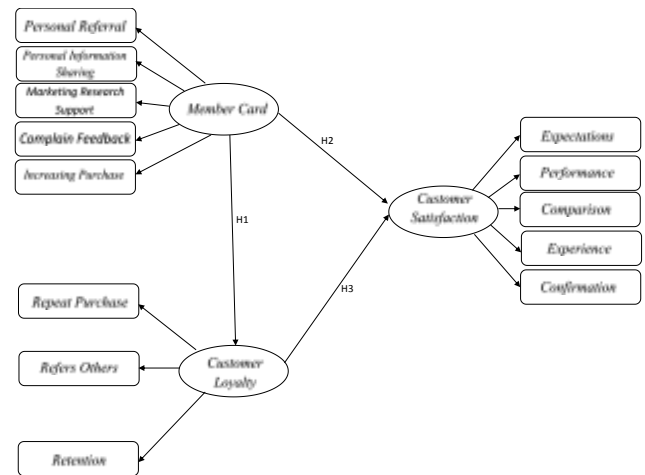 Personal Referral
Personal Information
Sharing
Marketing Research
Support
Complain Feedback
Increasing Purchase
Member Card
H2
H1
Customer
Satisfaction
Expectations
Performance
Comparison
Experience
Confirmation
H3
Repeat Purchase
Refers Others
Retention
Customer
Loyalty